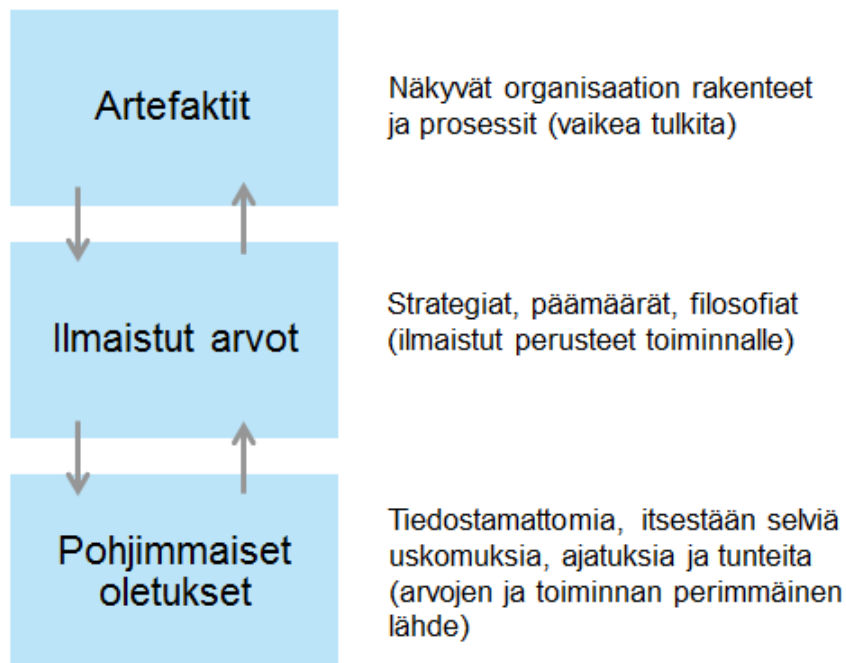 Artefaktit
Näkyvät organisaation rakenteet
ja prosessit (vaikea tulkita)
Ilmaistut arvot
Strategiat, päämäärät, filosofiat
(ilmaistut perusteet toiminnalle)
Pohjimmaiset
oletukset
Tiedostamattomia, itsestään selviä
uskomuksia, ajatuksia ja tunteita
(arvojen ja toiminnan perimmäinen
lähde)